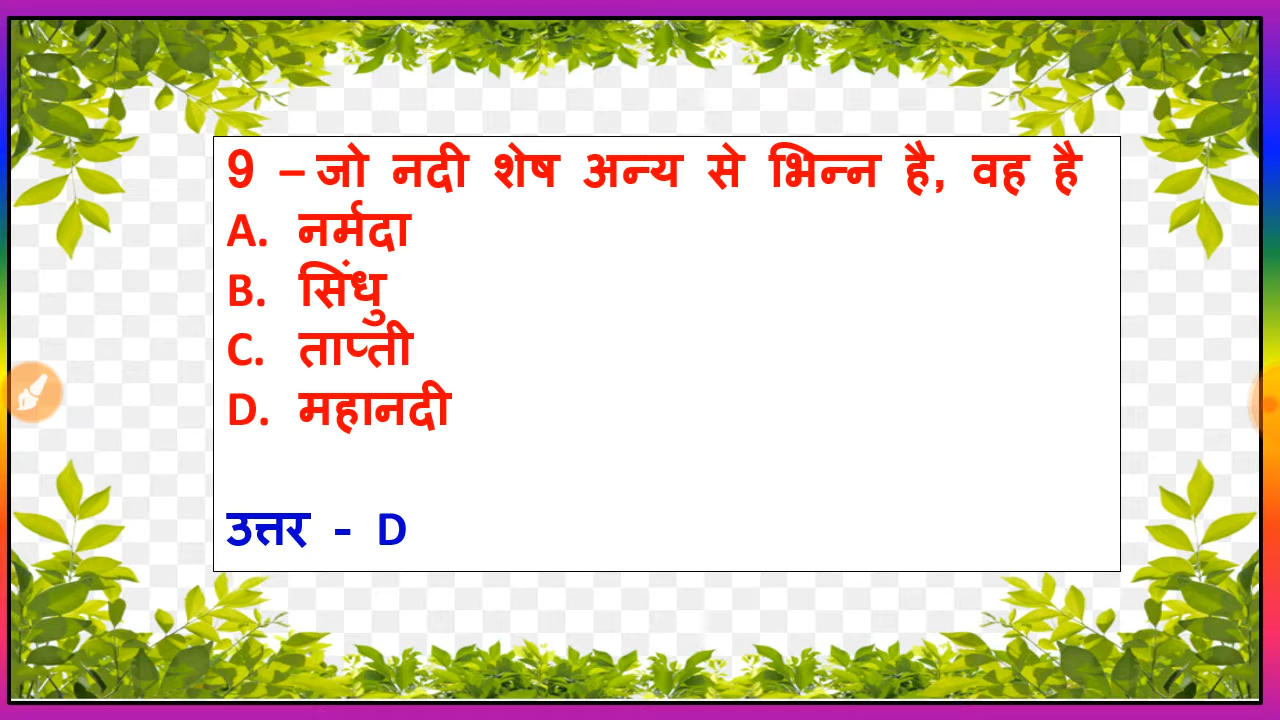 9 – जो नदी शेष अन्य से भिन्न है, वह है
A. नर्मदा
B. सिंधु
C. ताप्ती
D. महानदी
उत्तर - D